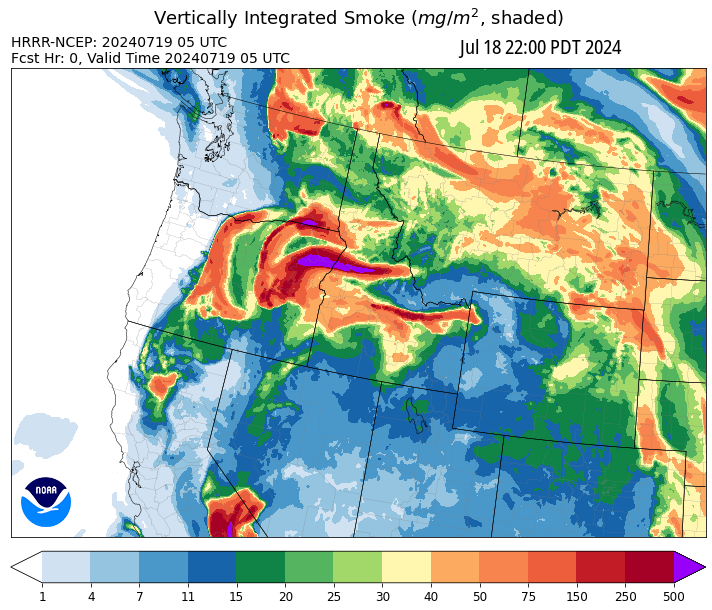 Vertically Integrated Smoke (mg/m², shaded)
HRRR-NCEP: 20240719 05 UTC
Jul 18 22:00 PDT 2024
Fcst Hr: 0, Valid Time 20240719 05 UTC
NOAA
1 4 7 11 15 20 25 30 40 50 75 150 250 500